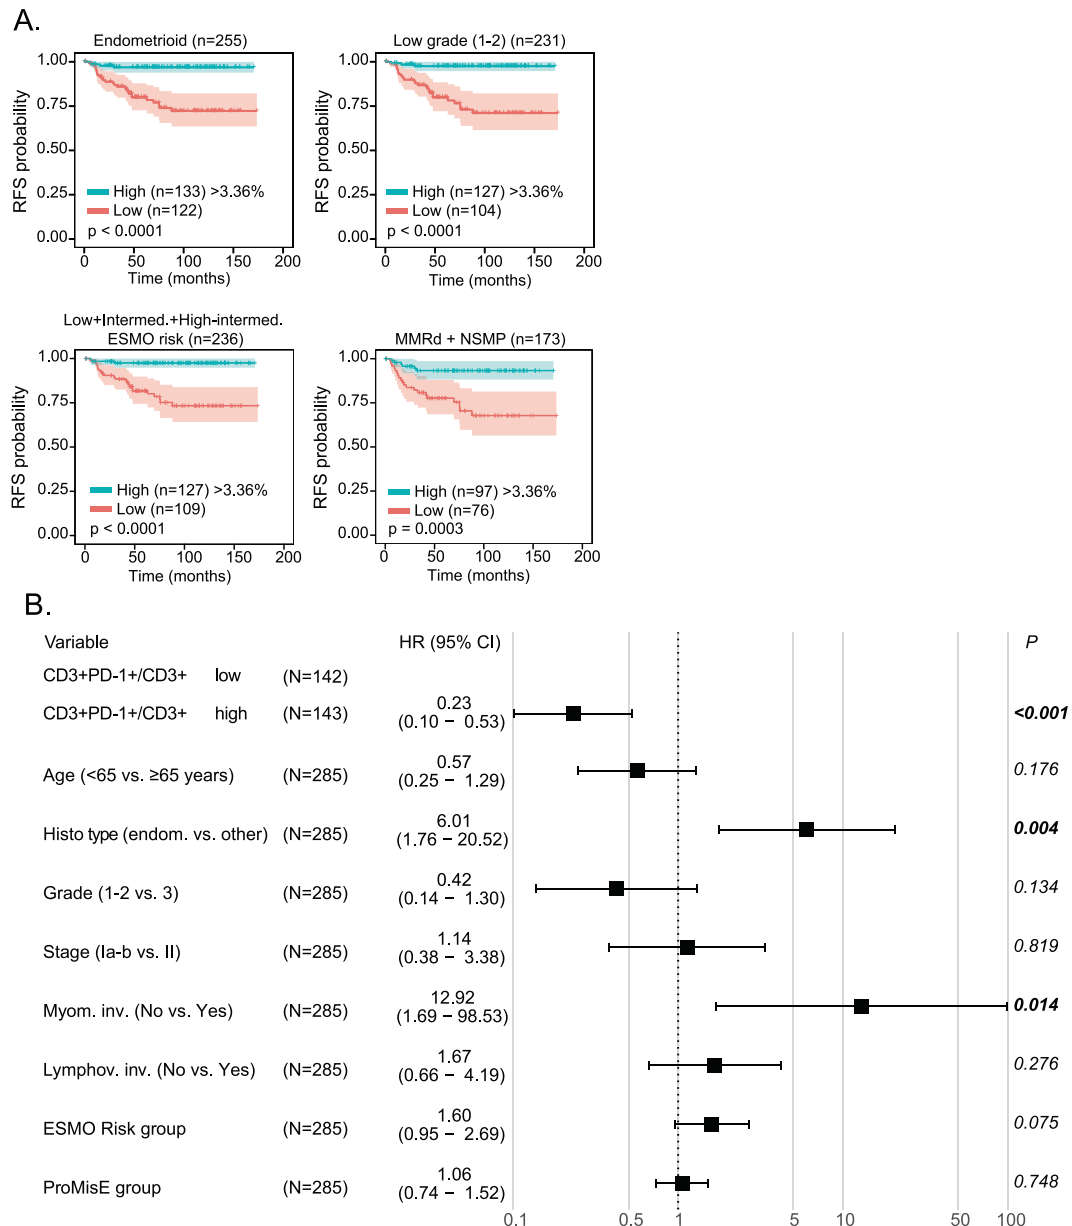 A.
Endometrioid (n=255)
1.00
0.75
0.50
0.25
0.00
RFS probability
High (n=133) >3.36%
Low (n=122)
p < 0.0001
0 50 100 150 200
Time (months)
Low grade (1-2) (n=231)
1.00
0.75
0.50
0.25
0.00
RFS probability
High (n=127) >3.36%
Low (n=104)
p < 0.0001
0 50 100 150 200
Time (months)
Low+Intermed.+High-intermed.
ESMO risk (n=236)
1.00
0.75
0.50
0.25
0.00
RFS probability
High (n=127) >3.36%
Low (n=109)
p < 0.0001
0 50 100 150 200
Time (months)
MMRd + NSMP (n=173)
1.00
0.75
0.50
0.25
0.00
RFS probability
High (n=97) >3.36%
Low (n=76)
p = 0.0003
0 50 100 150 200
Time (months)
B.
Variable HR (95% CI) P
CD3+PD-1+/CD3+ low (N=142)
CD3+PD-1+/CD3+ high (N=143) 0.23 (0.10 − 0.53) <0.001
Age (<65 vs. ≥65 years) (N=285) 0.57 (0.25 − 1.29) 0.176
Histo type (endom. vs. other) (N=285) 6.01 (1.76 − 20.52) 0.004
Grade (1-2 vs. 3) (N=285) 0.42 (0.14 − 1.30) 0.134
Stage (Ia-b vs. II) (N=285) 1.14 (0.38 − 3.38) 0.819
Myom. inv. (No vs. Yes) (N=285) 12.92 (1.69 − 98.53) 0.014
Lymphov. inv. (No vs. Yes) (N=285) 1.67 (0.66 − 4.19) 0.276
ESMO Risk group (N=285) 1.60 (0.95 − 2.69) 0.075
ProMisE group (N=285) 1.06 (0.74 − 1.52) 0.748
0.1 0.5 1 5 10 50 100